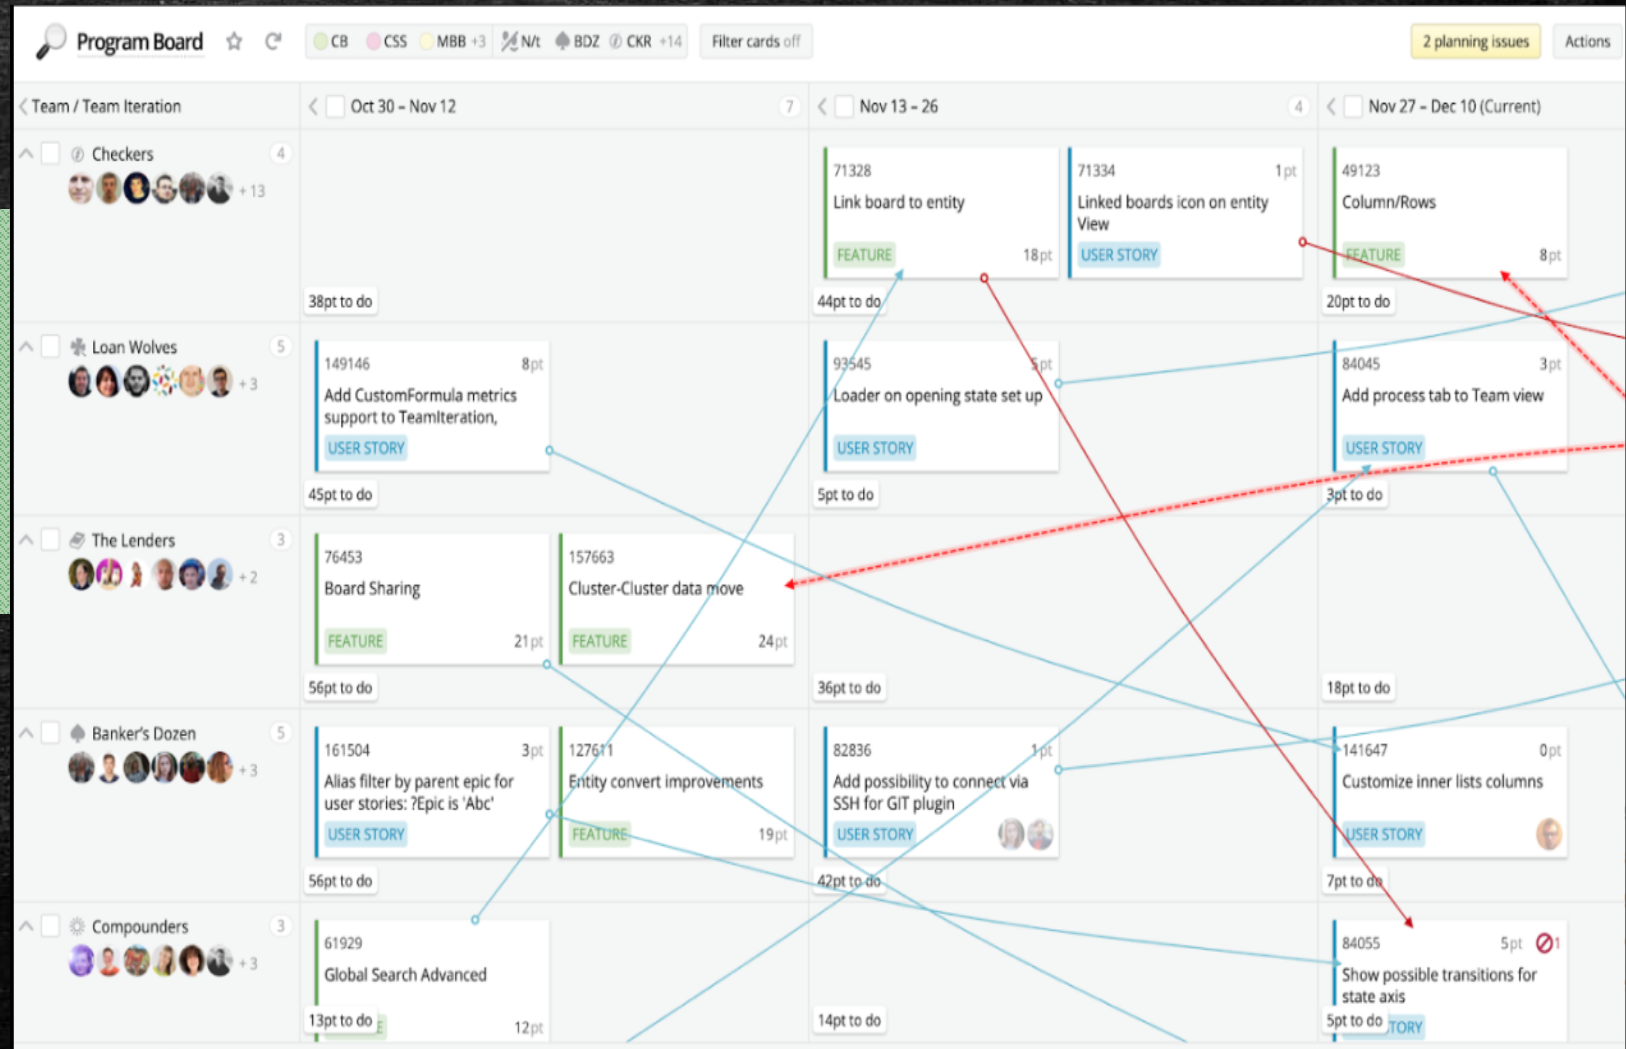 Program Board
CB CSS MBB +3 N/t BDZ CKR +14
Filter cards off
2 planning issues
Actions
Team / Team Iteration
Oct 30 – Nov 12 7
Nov 13 – 26 4
Nov 27 – Dec 10 (Current)
Checkers 4
+ 13
38pt to do
71328
Link board to entity
FEATURE 18pt
71334 1pt
Linked boards icon on entity
View
USER STORY
44pt to do
49123
Column/Rows
FEATURE 8pt
20pt to do
Loan Wolves 5
+ 3
149146 8pt
Add CustomFormula metrics
support to TeamIteration,
USER STORY
45pt to do
93545 5pt
Loader on opening state set up
USER STORY
5pt to do
84045 3pt
Add process tab to Team view
USER STORY
3pt to do
The Lenders 3
+ 2
76453
Board Sharing
FEATURE 21pt
157663
Cluster-Cluster data move
FEATURE 24pt
56pt to do
36pt to do
18pt to do
Banker's Dozen 5
+ 3
161504 3pt
Alias filter by parent epic for
user stories: ?Epic is 'Abc'
USER STORY
127611
Entity convert improvements
FEATURE 19pt
56pt to do
82836 1pt
Add possibility to connect via
SSH for GIT plugin
USER STORY
42pt to do
141647 0pt
Customize inner lists columns
USER STORY
7pt to do
Compounders 3
+ 3
61929
Global Search Advanced
13pt to do E 12pt
14pt to do
84055 5pt 1
Show possible transitions for
state axis
5pt to do TORY